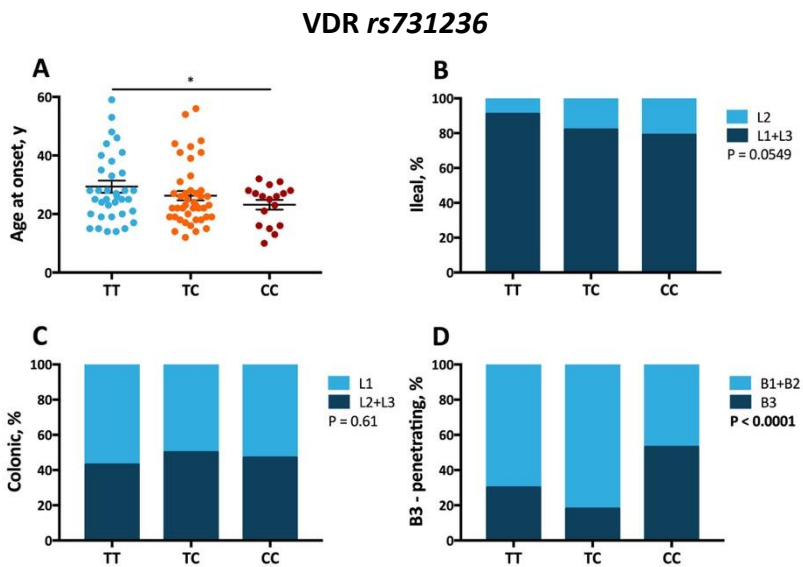 VDR rs731236
A
*
Age at onset, y
60
40
20
0
TT TC CC
B
Ileal, %
100
80
60
40
20
0
TT TC CC
L2
L1+L3
P = 0.0549
C
Colonic, %
100
80
60
40
20
0
TT TC CC
L1
L2+L3
P = 0.61
D
B3 - penetrating, %
100
80
60
40
20
0
TT TC CC
B1+B2
B3
P < 0.0001